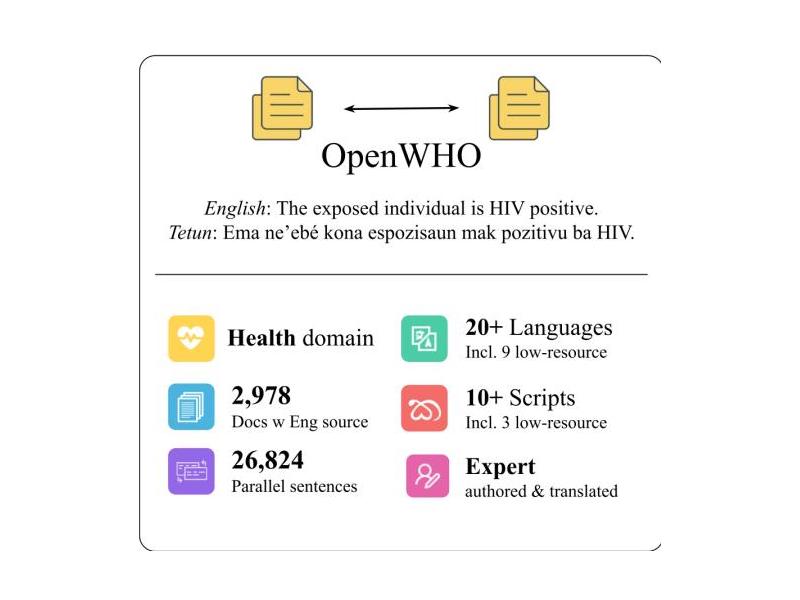 OpenWHO
English: The exposed individual is HIV positive.
Tetun: Ema ne’ebé kona espozisaun mak pozitivu ba HIV.
Health domain
20+ Languages
Incl. 9 low-resource
2,978
Docs w Eng source
10+ Scripts
Incl. 3 low-resource
26,824
Parallel sentences
Expert
authored & translated